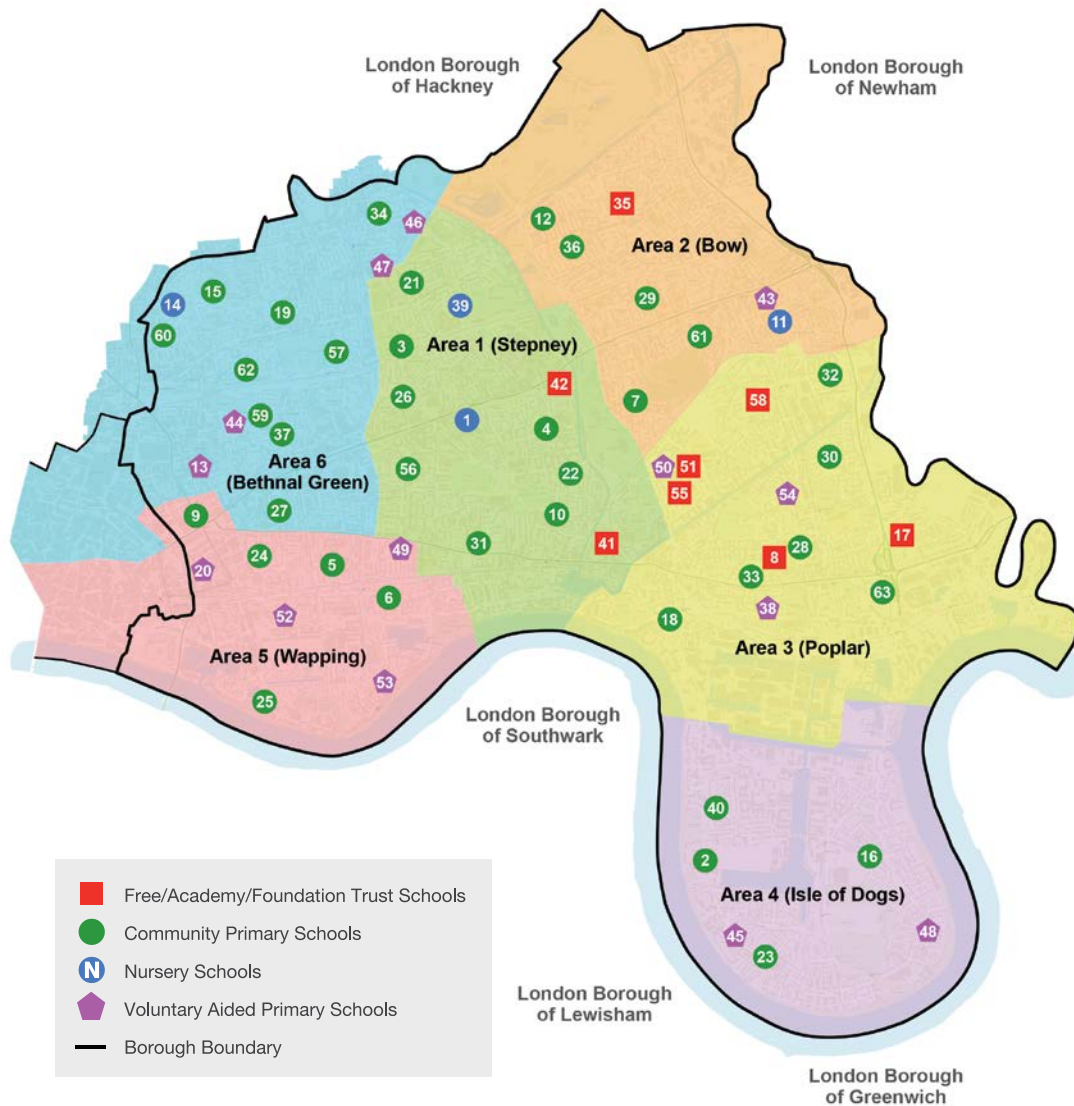 London Borough
of Hackney
London Borough
of Newham
35
34
46
12
36
Area 2 (Bow)
47
21
15
14
39
29
43
19
11
60
61
3
Area 1 (Stepney)
57
62
32
42
26
58
7
59
44
1
4
37
30
13
56
Area 6
(Bethnal Green)
22
50
51
55
54
27
9
10
17
31
41
49
28
24
8
5
20
33
6
63
38
52
18
Area 3 (Poplar)
Area 5 (Wapping)
53
25
London Borough
of Southwark
40
2
16
Area 4 (Isle of Dogs)
45
48
23
Free/Academy/Foundation Trust Schools
Community Primary Schools
N Nursery Schools
Voluntary Aided Primary Schools
Borough Boundary
London Borough
of Lewisham
London Borough
of Greenwich